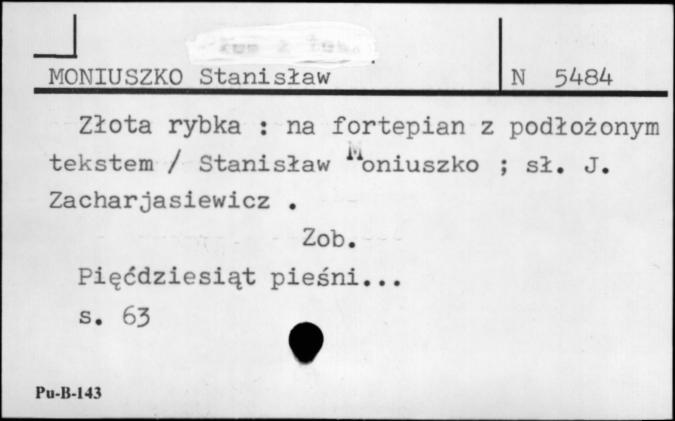 MONIUSZKO Stanisław
N 5484
Złota rybka : na fortepian z podłożonym
tekstem / Stanisław Moniuszko ; sł. J.
Zacharjasiewicz .
Zob.
Pięćdziesiąt pieśni...
s. 63
Pu-B-143